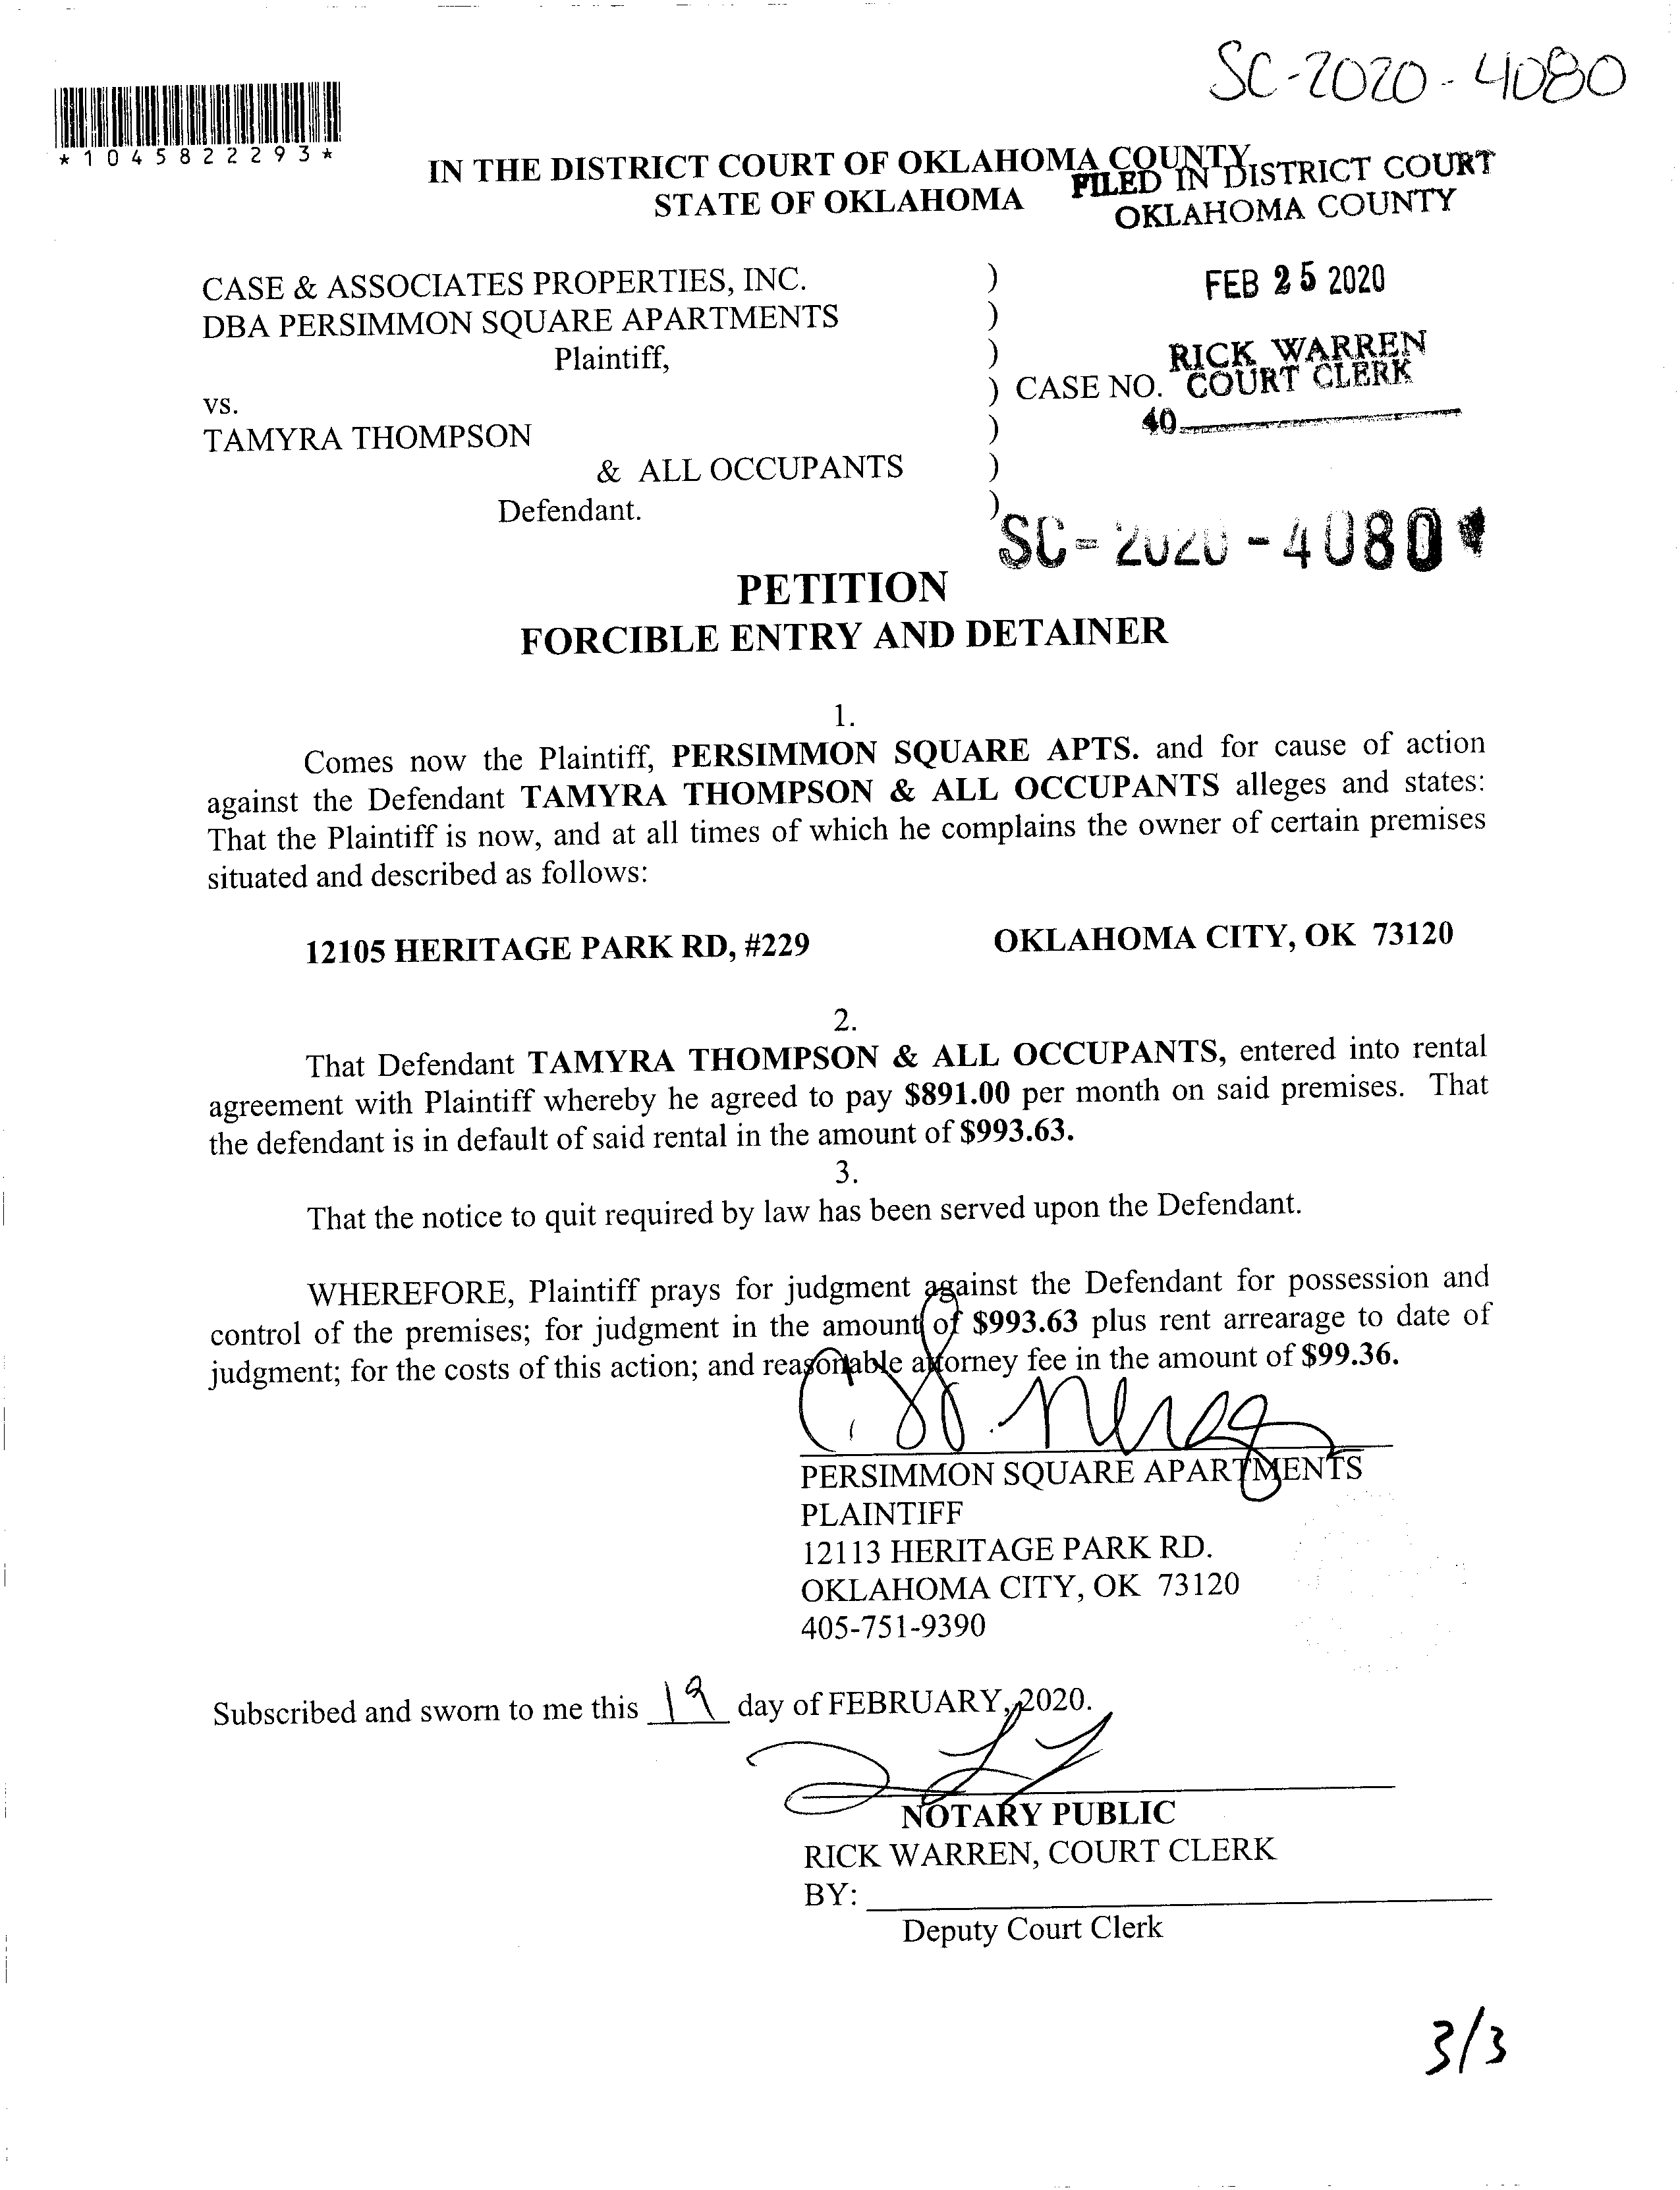 SC-2020-4080
*1045822293*
IN THE DISTRICT COURT OF OKLAHOMA COUNTY
STATE OF OKLAHOMA
FILED IN DISTRICT COURT
OKLAHOMA COUNTY
FEB 25 2020
RICK WARREN
COURT CLERK
40
CASE & ASSOCIATES PROPERTIES, INC. )
DBA PERSIMMON SQUARE APARTMENTS )
Plaintiff, )
) CASE NO.
vs.
TAMYRA THOMPSON )
& ALL OCCUPANTS )
Defendant. )
SC-2020-4080
PETITION
FORCIBLE ENTRY AND DETAINER
1.
Comes now the Plaintiff, PERSIMMON SQUARE APTS. and for cause of action
against the Defendant TAMYRA THOMPSON & ALL OCCUPANTS alleges and states:
That the Plaintiff is now, and at all times of which he complains the owner of certain premises
situated and described as follows:
12105 HERITAGE PARK RD, #229 OKLAHOMA CITY, OK 73120
2.
That Defendant TAMYRA THOMPSON & ALL OCCUPANTS, entered into rental
agreement with Plaintiff whereby he agreed to pay $891.00 per month on said premises. That
the defendant is in default of said rental in the amount of $993.63.
3.
That the notice to quit required by law has been served upon the Defendant.
WHEREFORE, Plaintiff prays for judgment against the Defendant for possession and
control of the premises; for judgment in the amount of $993.63 plus rent arrearage to date of
judgment; for the costs of this action; and reasonable attorney fee in the amount of $99.36.
PERSIMMON SQUARE APARTMENTS
PLAINTIFF
12113 HERITAGE PARK RD.
OKLAHOMA CITY, OK 73120
405-751-9390
Subscribed and sworn to me this 19 day of FEBRUARY, 2020.
NOTARY PUBLIC
RICK WARREN, COURT CLERK
BY:
Deputy Court Clerk
3/3